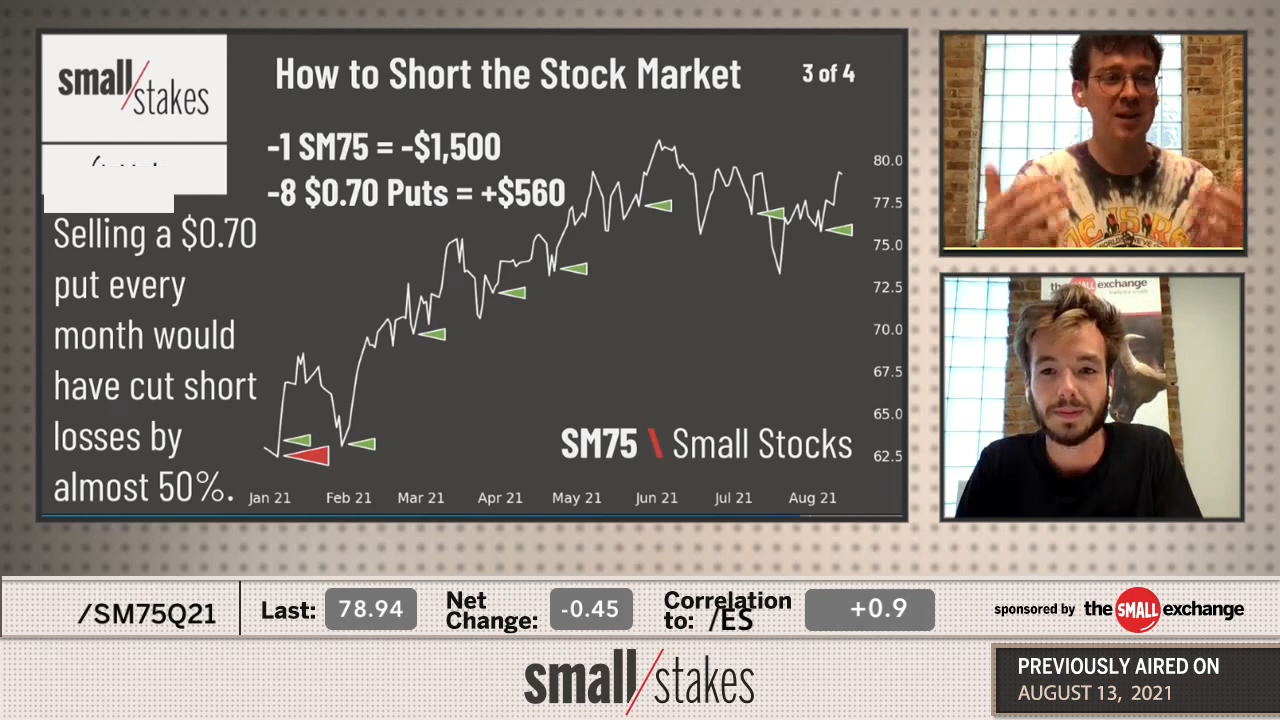 small/stakes
How to Short the Stock Market
3 of 4
-1 SM75 = -$1,500
-8 $0.70 Puts = +$560
Selling a $0.70
put every
month would
have cut short
losses by
almost 50%.
80.0
77.5
75.0
72.5
70.0
67.5
65.0
62.5
SM75 \ Small Stocks
Jan 21 Feb 21 Mar 21 Apr 21 May 21 Jun 21 Jul 21 Aug 21
the SMALL exchange
/SM75Q21
Last: 78.94
Net
Change: -0.45
Correlation
to: /ES +0.9
sponsored by the SMALL exchange
small/stakes
PREVIOUSLY AIRED ON
AUGUST 13, 2021